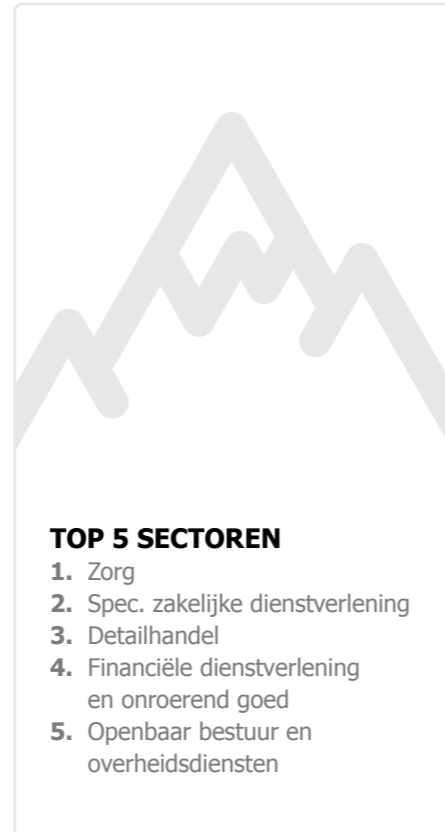 TOP 5 SECTOREN
1. Zorg
2. Spec. zakelijke dienstverlening
3. Detailhandel
4. Financiële dienstverlening
en onroerend goed
5. Openbaar bestuur en
overheidsdiensten